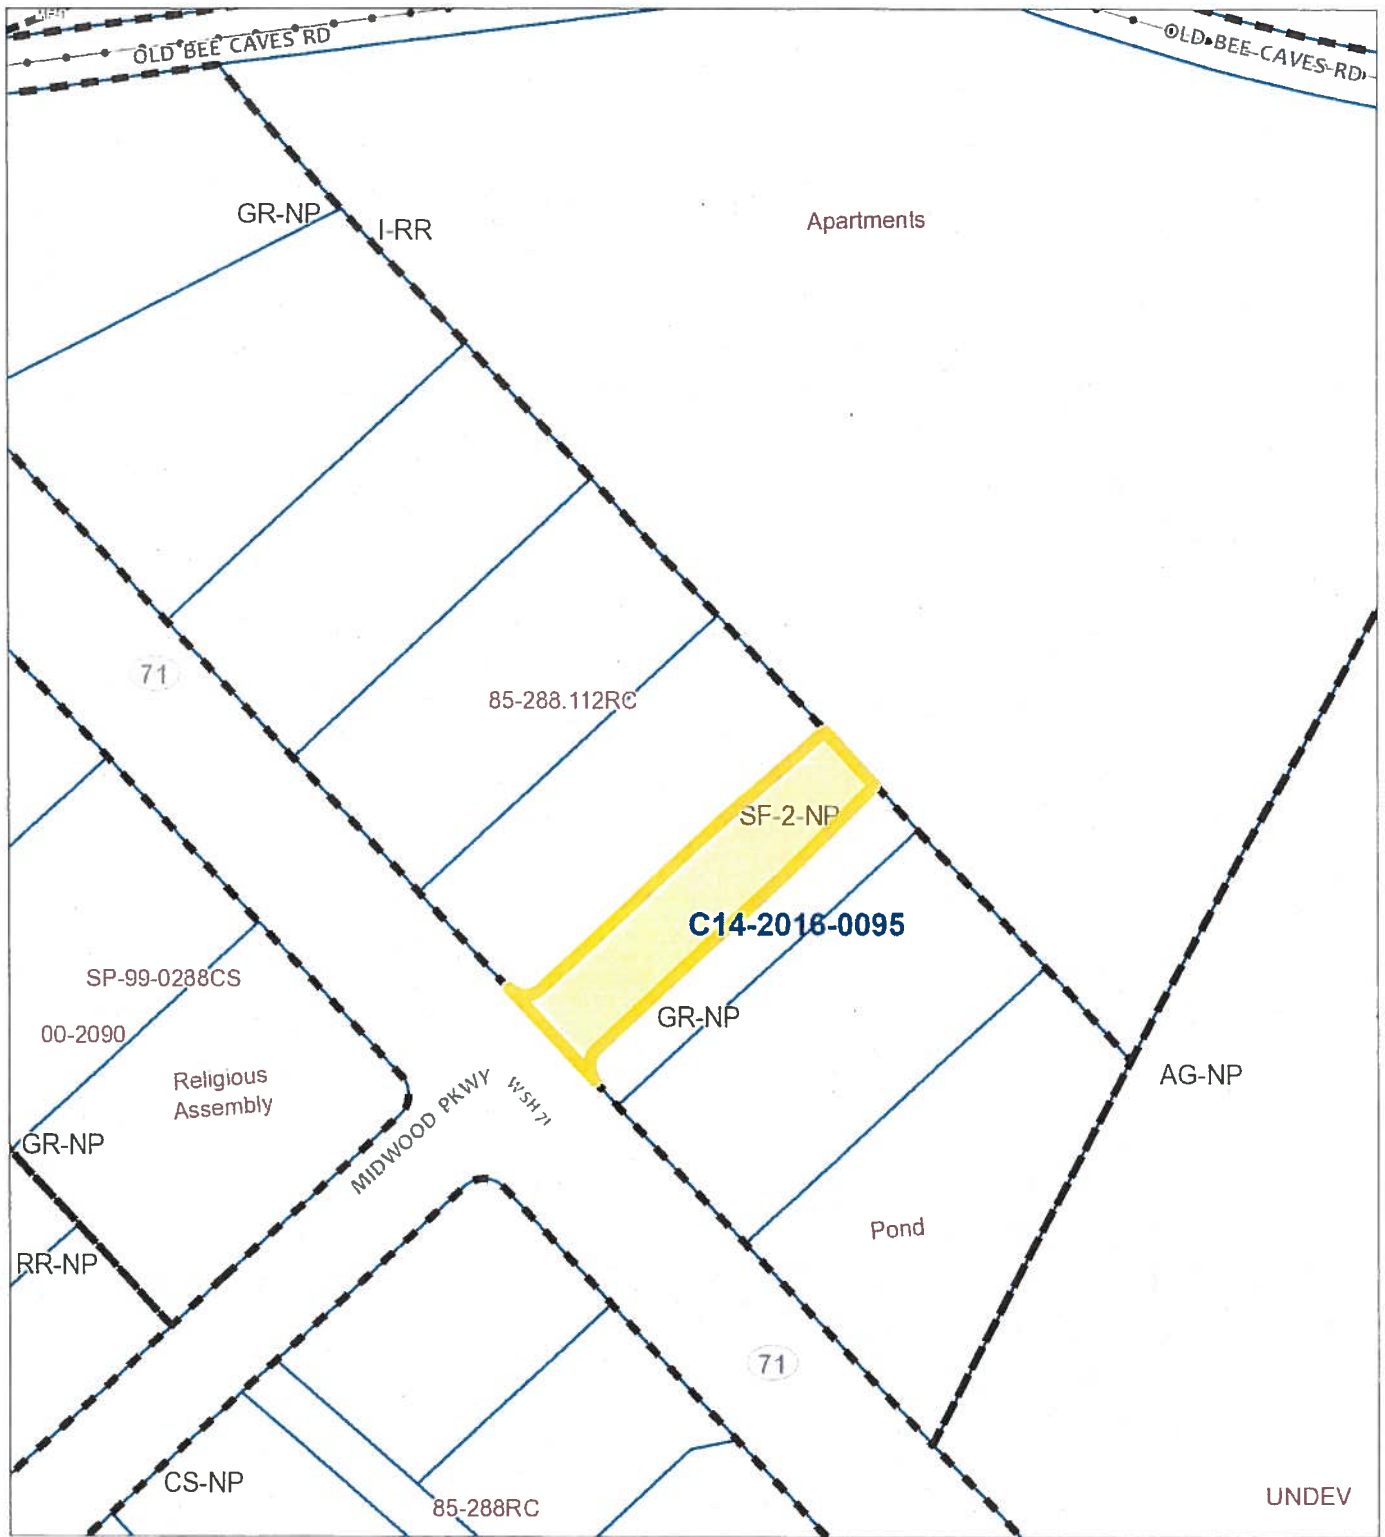 OLD BEE CAVES RD
OLD BEE CAVES RD
GR-NP
I-RR
Apartments
71
85-288.112RC
SF-2-NP
C14-2016-0095
SP-99-0288CS
GR-NP
00-2090
Religious
Assembly
MIDWOOD PKWY
W SH 71
AG-NP
GR-NP
Pond
RR-NP
71
CS-NP
85-288RC
UNDEV